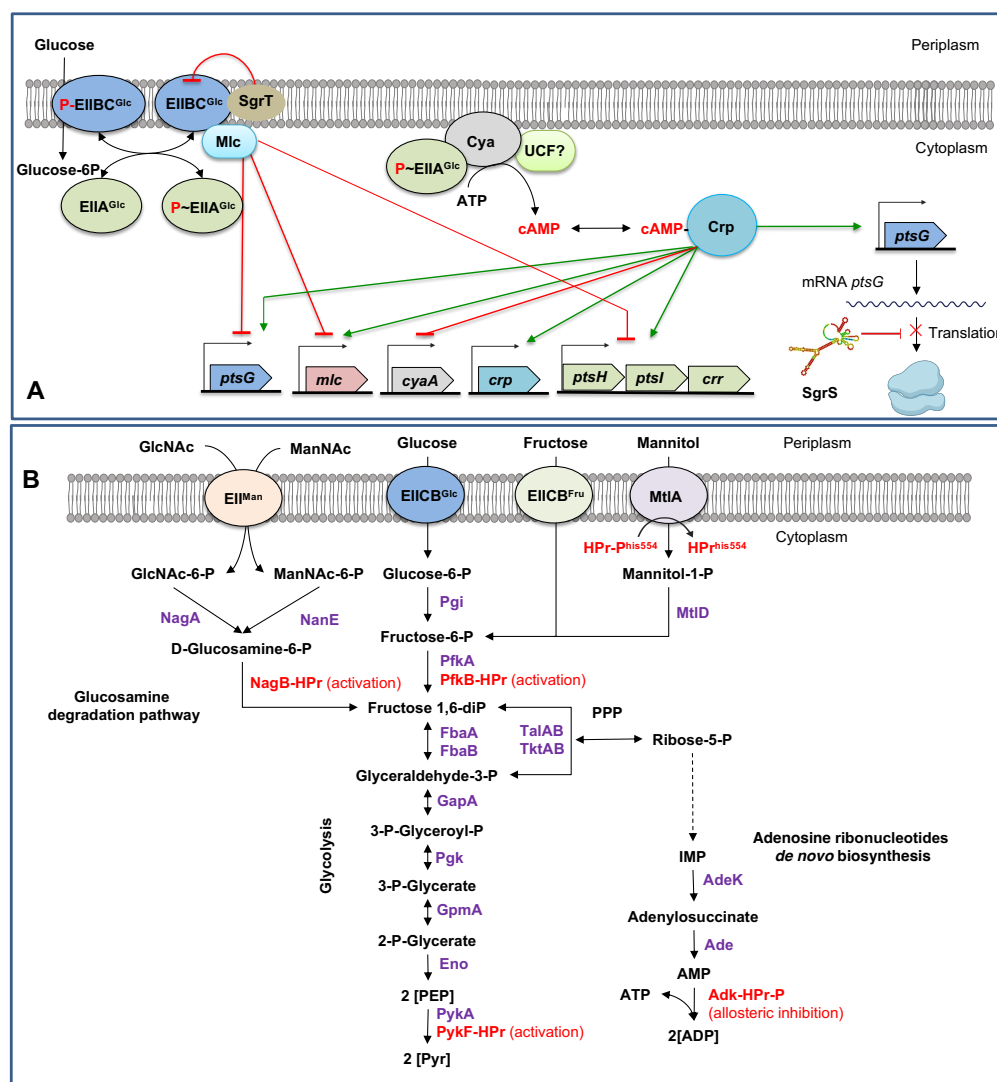 Glucose
Periplasm
P-EIIBC^Glc
EIIBC^Glc
SgrT
Mlc
Cytoplasm
Cya
UCF?
P~EIIA^Glc
Glucose-6P
EIIA^Glc
P~EIIA^Glc
ATP
cAMP
cAMP-
Crp
ptsG
mRNA ptsG
Translation
SgrS
ptsG
mlc
cyaA
crp
ptsH
ptsI
crr
A
B
GlcNAc
ManNAc
Glucose
Fructose
Mannitol
Periplasm
EII^Man
EIICB^Glc
EIICB^Fru
MtlA
Cytoplasm
HPr-P^his554
HPr^his554
GlcNAc-6-P
ManNAc-6-P
Glucose-6-P
Mannitol-1-P
NagA
NanE
Pgi
MtlD
D-Glucosamine-6-P
Fructose-6-P
NagB-HPr (activation)
PfkA
PfkB-HPr (activation)
Glucosamine
degradation pathway
Fructose 1,6-diP
PPP
FbaA
FbaB
TalAB
TktAB
Ribose-5-P
Glyceraldehyde-3-P
GapA
Glycolysis
3-P-Glyceroyl-P
Pgk
3-P-Glycerate
GpmA
2-P-Glycerate
Eno
2 [PEP]
PykA
PykF-HPr (activation)
2 [Pyr]
Adenosine ribonucleotides
de novo biosynthesis
IMP
AdeK
Adenylosuccinate
Ade
AMP
ATP
Adk-HPr-P
(allosteric inhibition)
2[ADP]